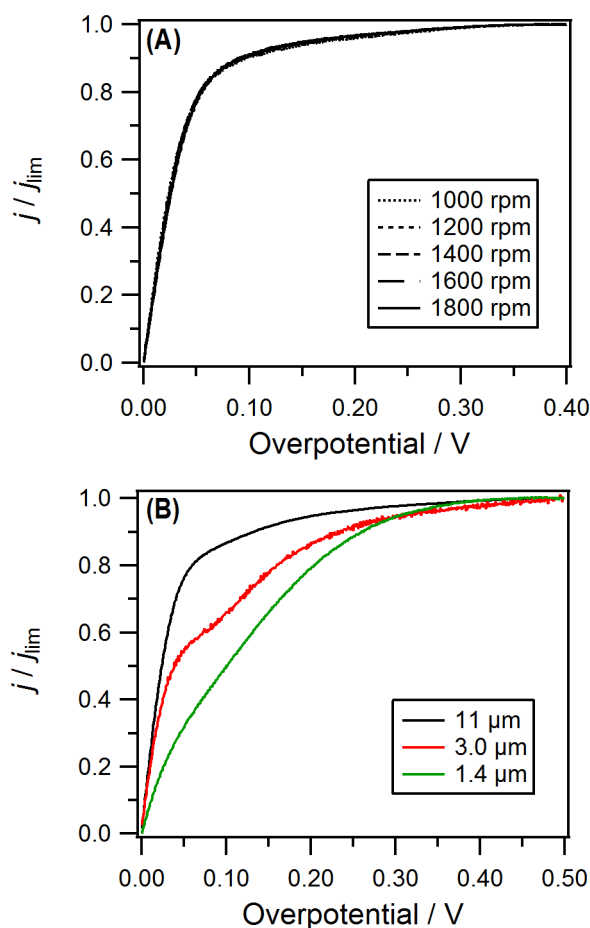 (A)
1.0
0.8
0.6
0.4
0.2
0.0
j / jlim
1000 rpm
1200 rpm
1400 rpm
1600 rpm
1800 rpm
0.00 0.10 0.20 0.30 0.40
Overpotential / V
(B)
1.0
0.8
0.6
0.4
0.2
0.0
j / jlim
11 µm
3.0 µm
1.4 µm
0.00 0.10 0.20 0.30 0.40 0.50
Overpotential / V